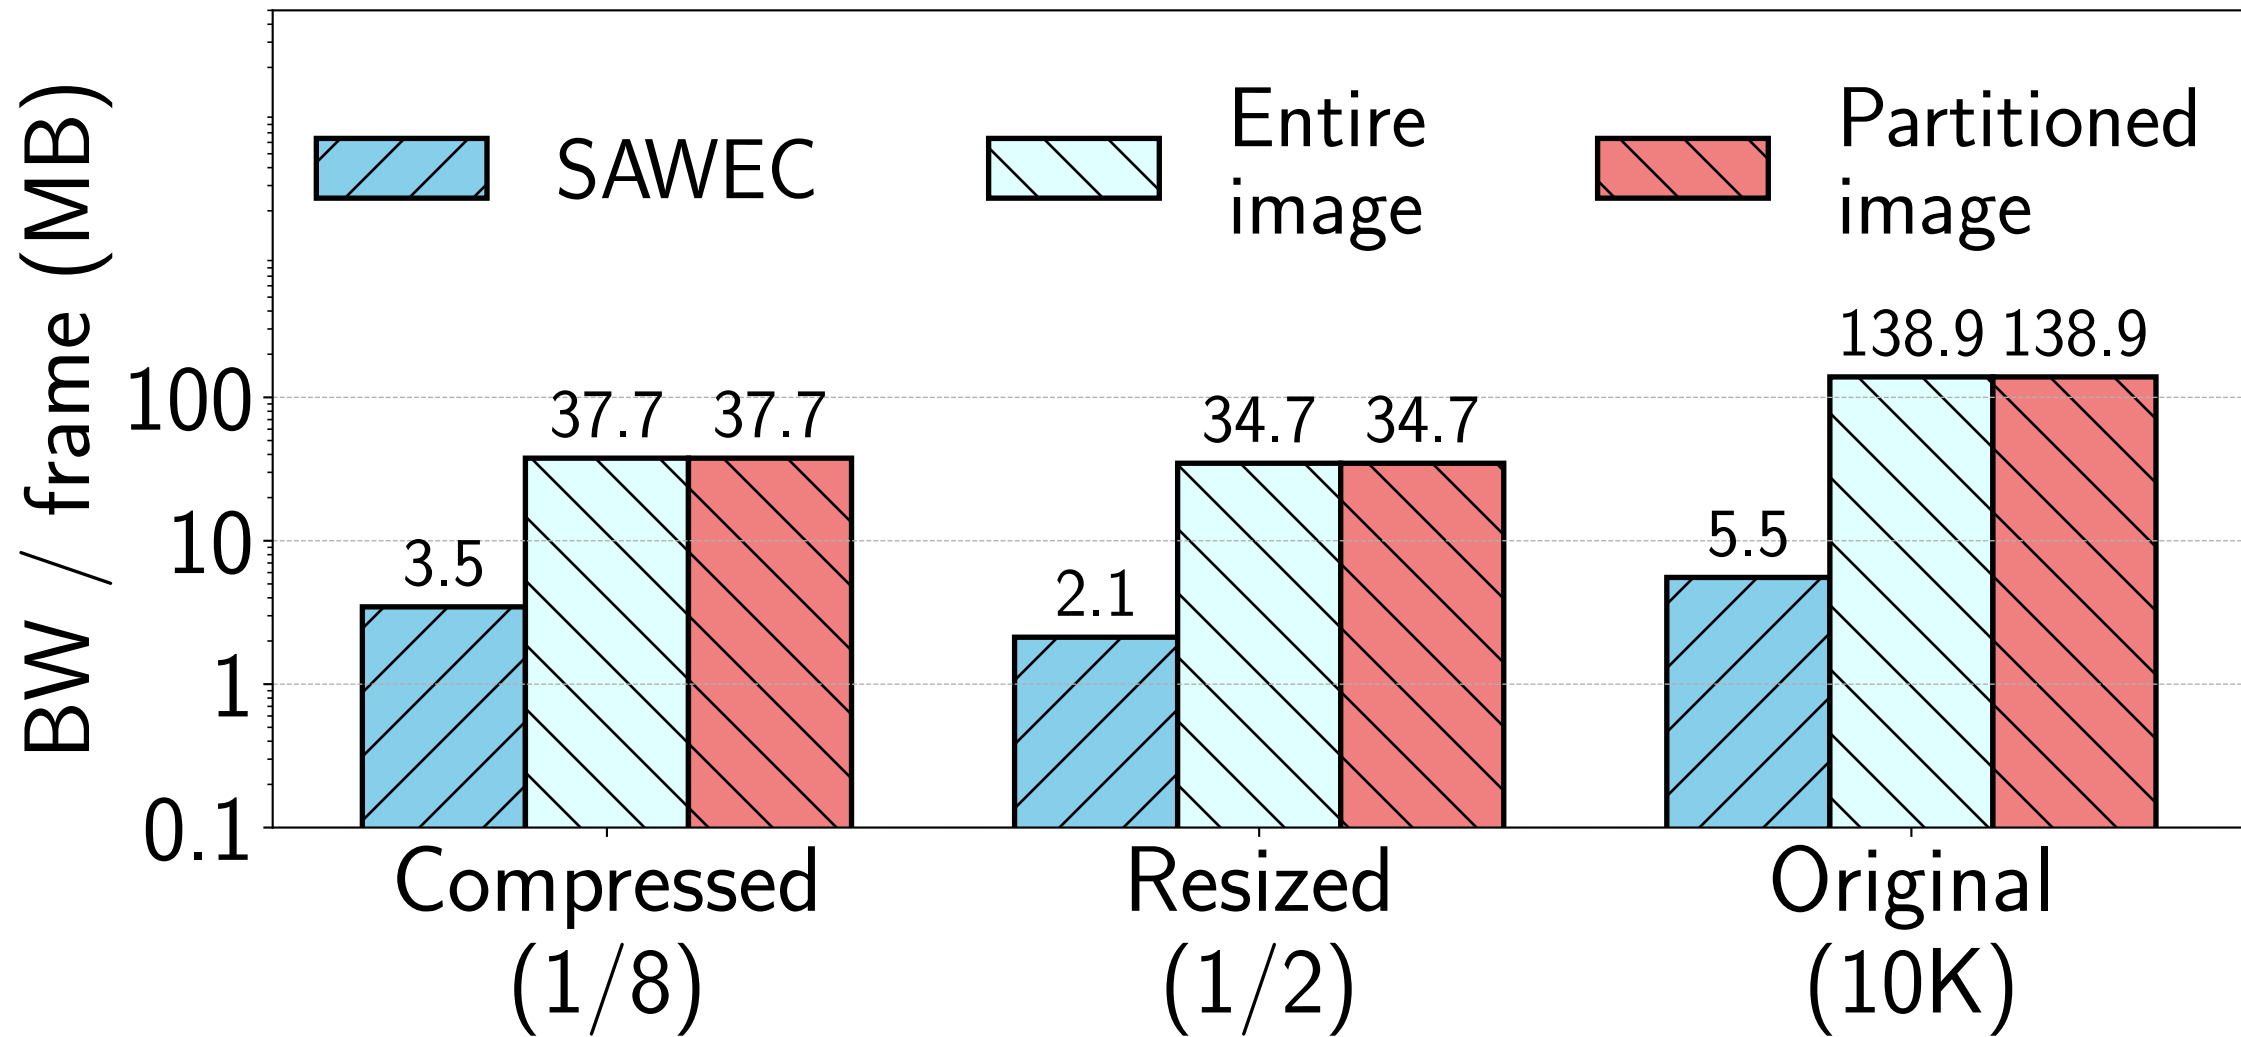 BW / frame (MB)
SAWEC
Entire
image
Partitioned
image
100
10
1
0.1
3.5
37.7
37.7
2.1
34.7
34.7
5.5
138.9
138.9
Compressed
(1/8)
Resized
(1/2)
Original
(10K)